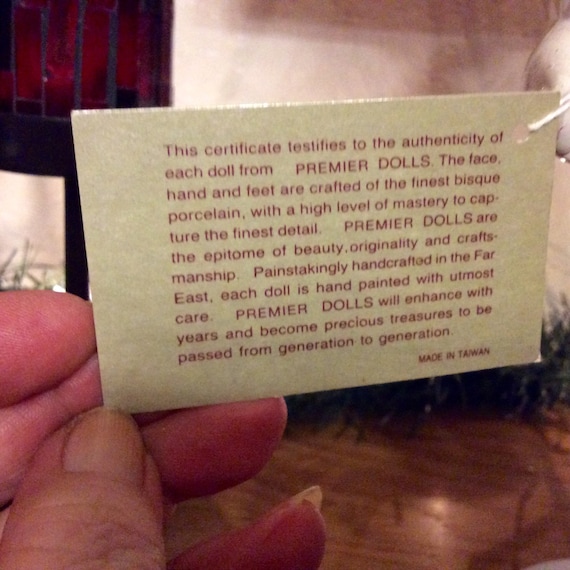 This certificate testifies to the authenticity of
each doll from PREMIER DOLLS. The face,
hand and feet are crafted of the finest bisque
porcelain, with a high level of mastery to cap-
ture the finest detail. PREMIER DOLLS are
the epitome of beauty,originality and crafts-
manship. Painstakingly handcrafted in the Far
East, each doll is hand painted with utmost
care. PREMIER DOLLS will enhance with
years and become precious treasures to be
passed from generation to generation.
MADE IN TAIWAN